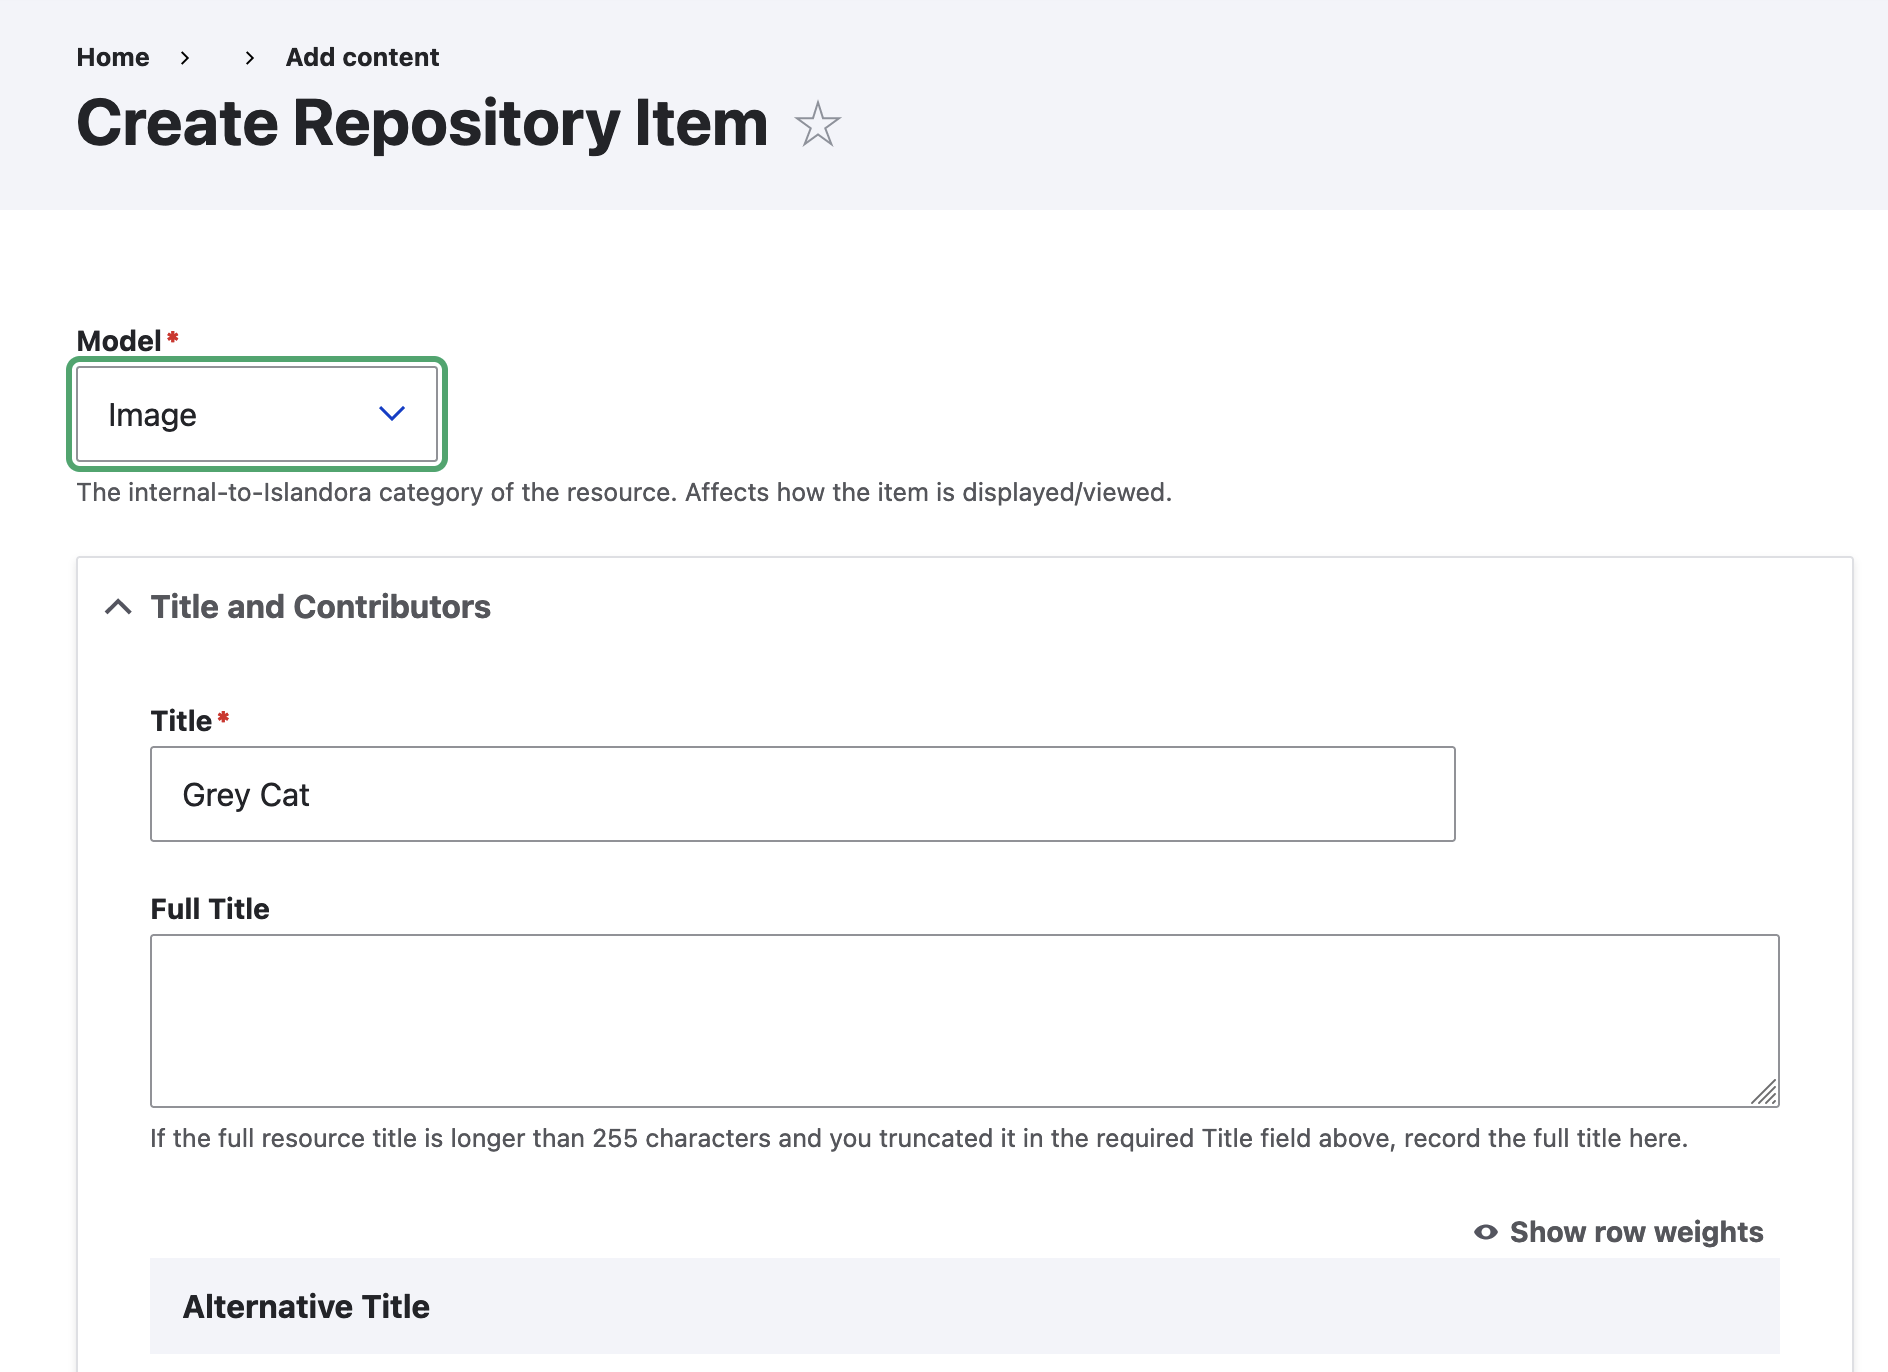 Home > > Add content
Create Repository Item
Model*
Image
The internal-to-Islandora category of the resource. Affects how the item is displayed/viewed.
Title and Contributors
Title*
Grey Cat
Full Title
If the full resource title is longer than 255 characters and you truncated it in the required Title field above, record the full title here.
Show row weights
Alternative Title